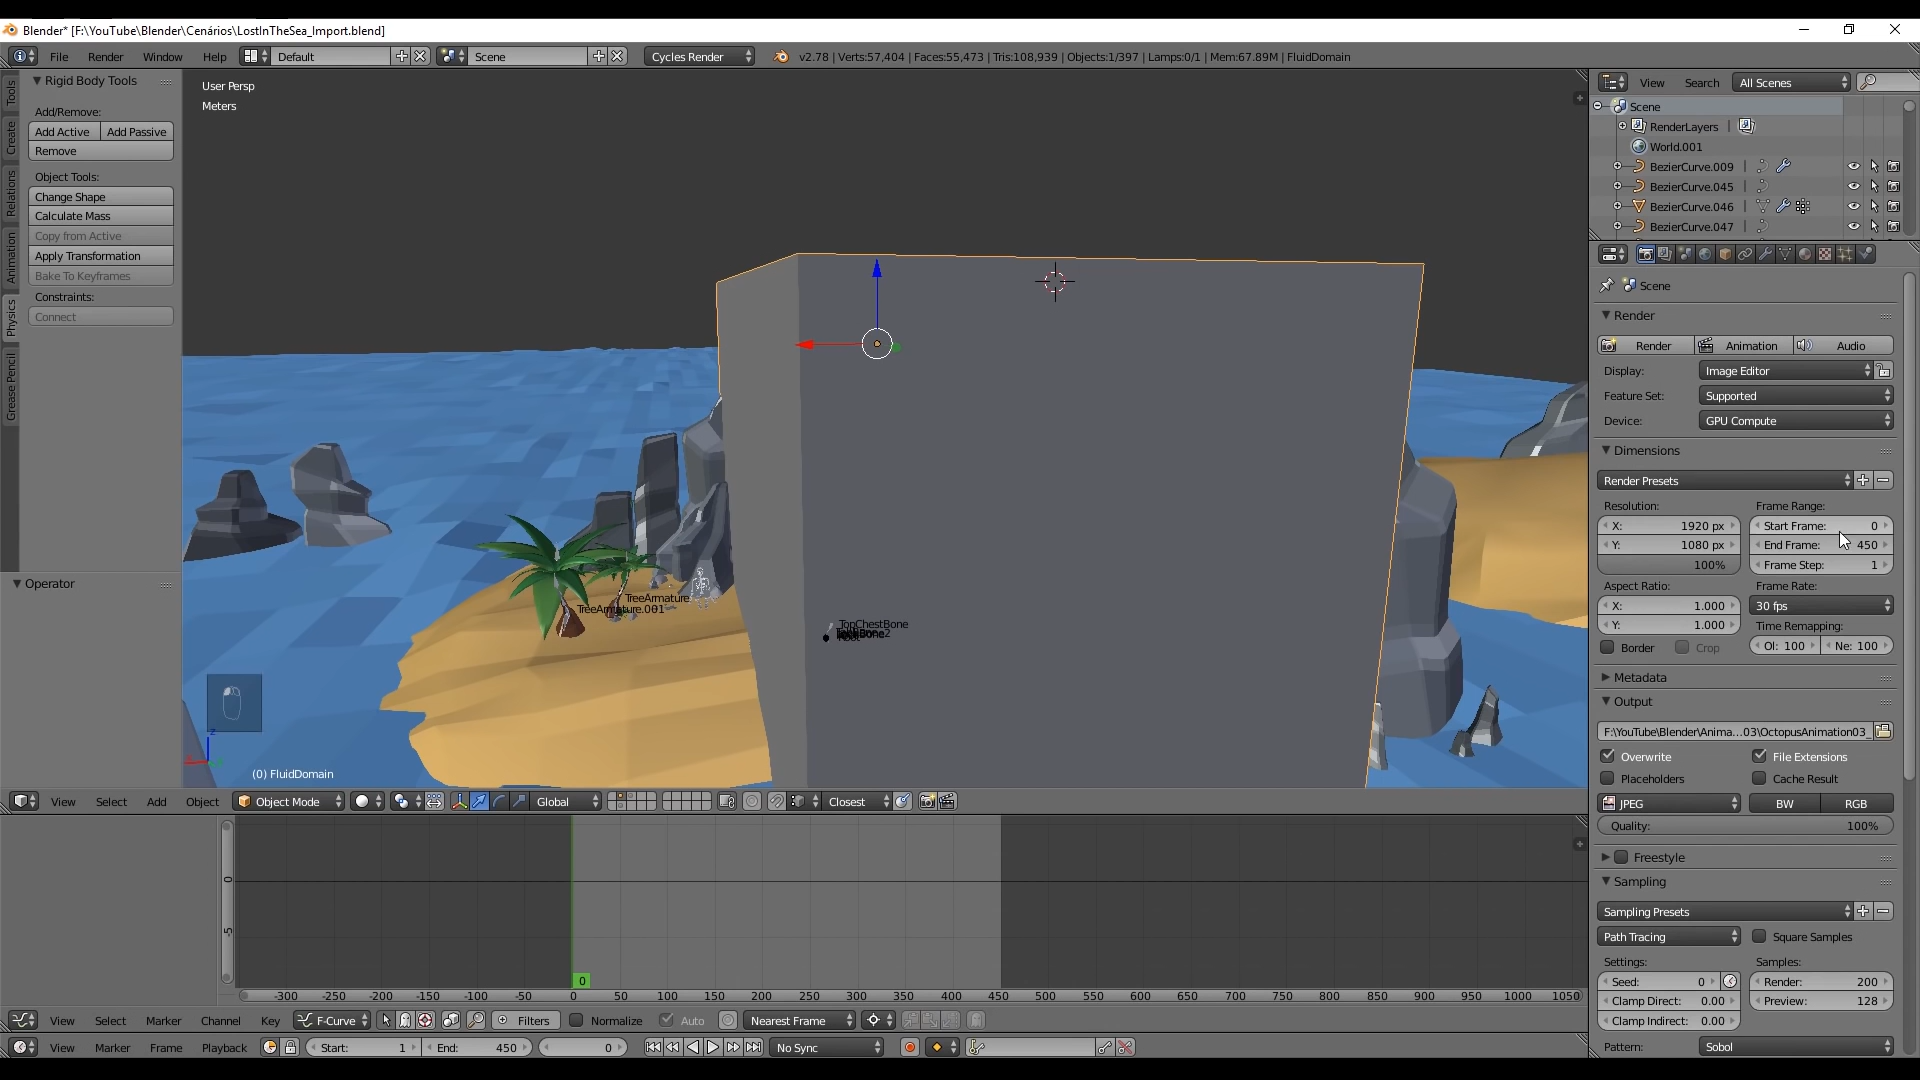 Blender* [F:\YouTube\Blender\Cenários\LostInTheSea_Import.blend]
File Render Window Help Default Scene Cycles Render v2.78 | Verts:57,404 | Faces:55,473 | Tris:108,939 | Objects:1/397 | Lamps:0/1 | Mem:67.89M | FluidDomain
Tools
Create
Relations
Animation
Physics
Grease Pencil
Rigid Body Tools
Add/Remove:
Add Active Add Passive
Remove
Object Tools:
Change Shape
Calculate Mass
Copy from Active
Apply Transformation
Bake To Keyframes
Constraints:
Connect
Operator
User Persp
Meters
TreeArmature
TreeArmature.001
TopChestBone
(0) FluidDomain
View Select Add Object Object Mode Global Closest
0
-5
0
-300 -250 -200 -150 -100 -50 0 50 100 150 200 250 300 350 400 450 500 550 600 650 700 750 800 850 900 950 1000 1050
View Select Marker Channel Key F-Curve Filters Normalize Auto Nearest Frame
View Marker Frame Playback Start: 1 End: 450 0 No Sync
View Search All Scenes
Scene
RenderLayers
World.001
BezierCurve.009
BezierCurve.045
BezierCurve.046
BezierCurve.047
Scene
Render
Render Animation Audio
Display: Image Editor
Feature Set: Supported
Device: GPU Compute
Dimensions
Render Presets
Resolution: Frame Range:
X: 1920 px Start Frame: 0
Y: 1080 px End Frame: 450
100% Frame Step: 1
Aspect Ratio: Frame Rate:
X: 1.000 30 fps
Y: 1.000 Time Remapping:
Border Crop Ol: 100 Ne: 100
Metadata
Output
F:\YouTube\Blender\Anima...03\OctopusAnimation03_
Overwrite File Extensions
Placeholders Cache Result
JPEG BW RGB
Quality: 100%
Freestyle
Sampling
Sampling Presets
Path Tracing Square Samples
Settings: Samples:
Seed: 0 Render: 200
Clamp Direct: 0.00 Preview: 128
Clamp Indirect: 0.00
Pattern: Sobol